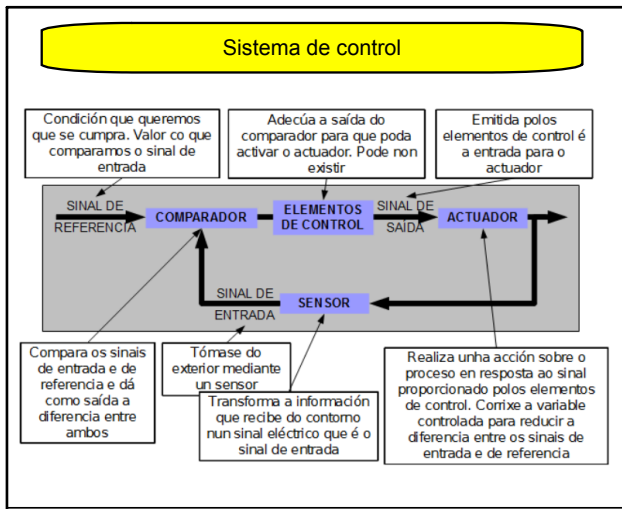 Sistema de control
Condición que queremos
que se cumpra. Valor co que
comparamos o sinal de
entrada
Adecúa a saída do
comparador para que poda
activar o actuador. Pode non
existir
Emitida polos
elementos de control é
a entrada para o
actuador
SINAL DE
REFERENCIA
COMPARADOR
ELEMENTOS
DE CONTROL
SINAL DE
SAÍDA
ACTUADOR
SINAL DE
ENTRADA
SENSOR
Compara os sinais
de entrada e de
referencia e dá
como saída a
diferencia entre
ambos
Tómase do
exterior mediante
un sensor
Transforma a información
que recibe do contorno
nun sinal eléctrico que é o
sinal de entrada
Realiza unha acción sobre o
proceso en resposta ao sinal
proporcionado polos elementos
de control. Corrixe a variable
controlada para reducir a
diferencia entre os sinais de
entrada e de referencia